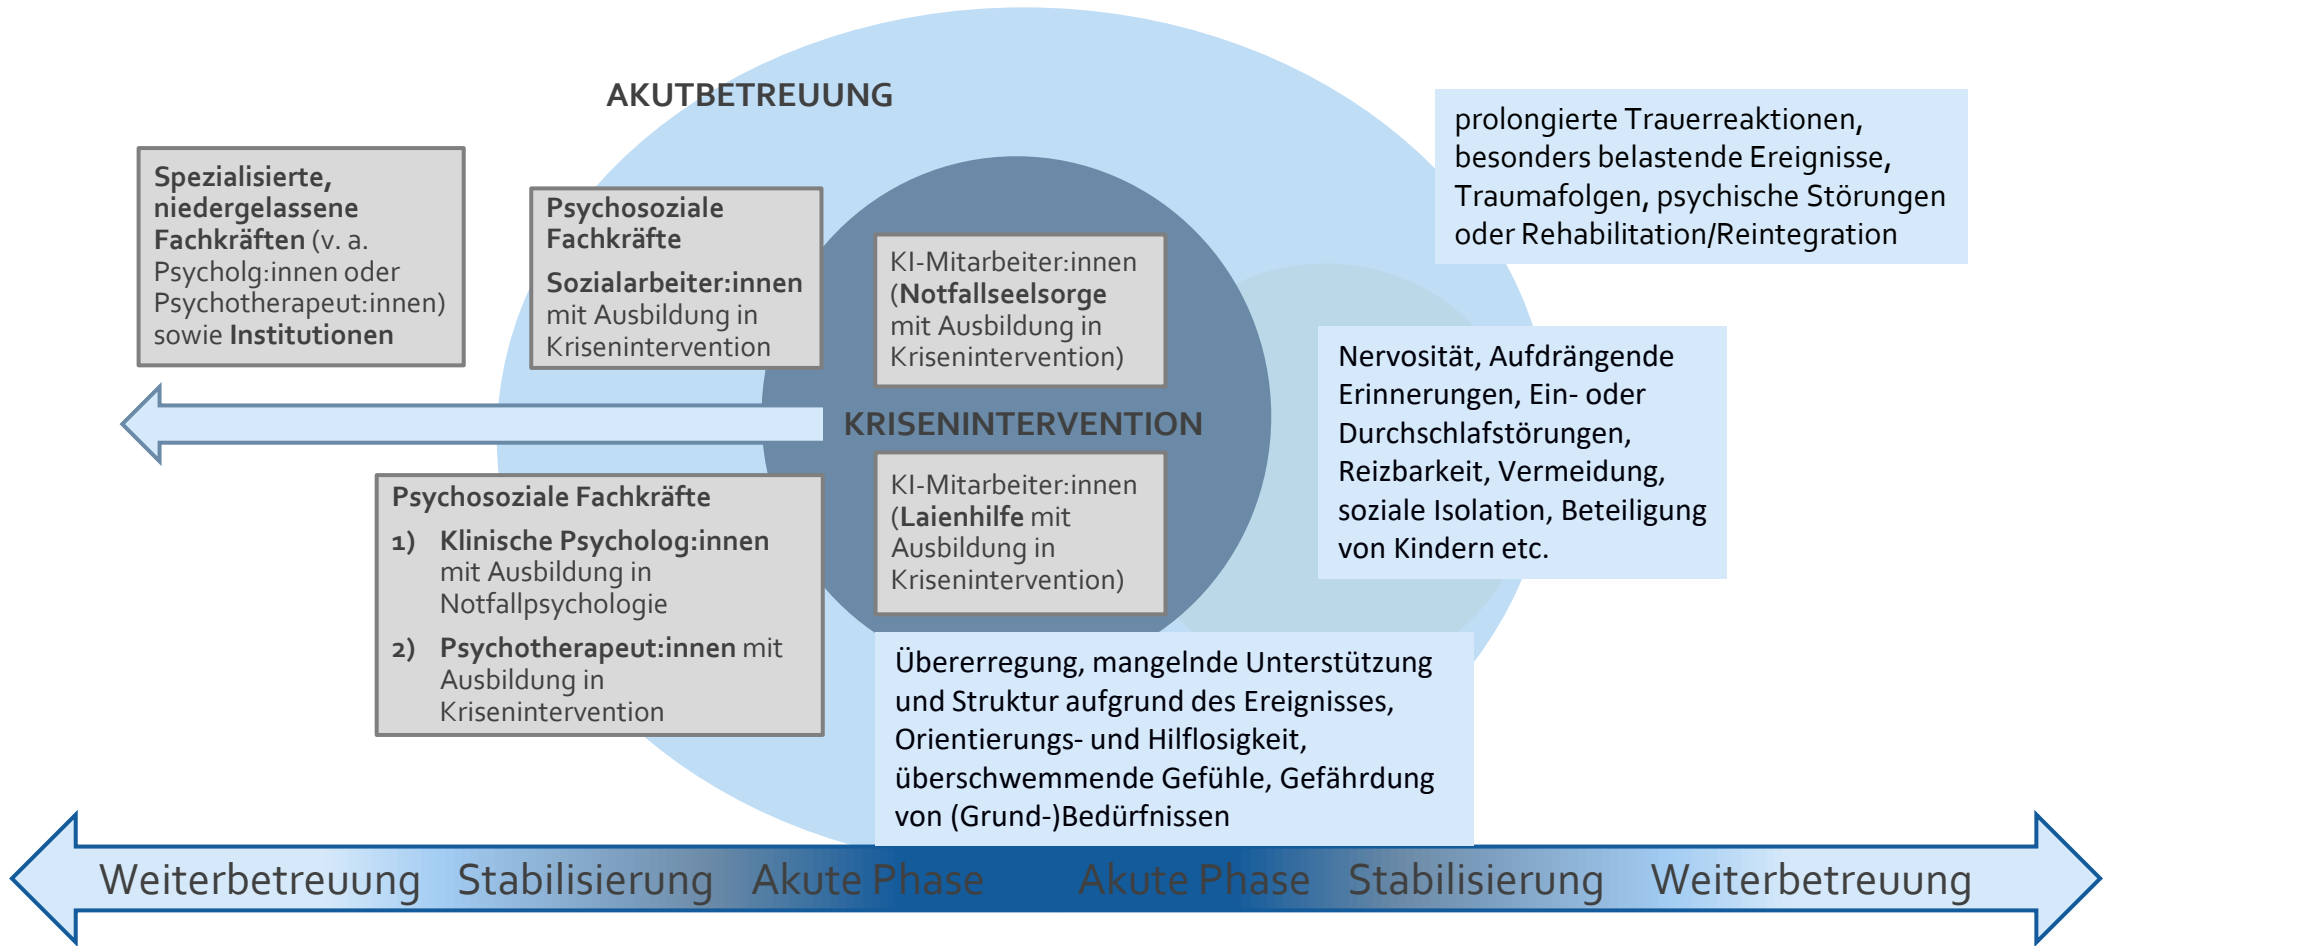 AKUTBETREUUNG
Spezialisierte,
niedergelassene
Fachkräften (v. a.
Psycholg:innen oder
Psychotherapeut:innen)
sowie Institutionen
Psychosoziale
Fachkräfte
Sozialarbeiter:innen
mit Ausbildung in
Krisenintervention
KI-Mitarbeiter:innen
(Notfallseelsorge
mit Ausbildung in
Krisenintervention)
prolongierte Trauerreaktionen,
besonders belastende Ereignisse,
Traumafolgen, psychische Störungen
oder Rehabilitation/Reintegration
KRISENINTERVENTION
Nervosität, Aufdrängende
Erinnerungen, Ein- oder
Durchschlafstörungen,
Reizbarkeit, Vermeidung,
soziale Isolation, Beteiligung
von Kindern etc.
Psychosoziale Fachkräfte
1) Klinische Psycholog:innen
mit Ausbildung in
Notfallpsychologie
2) Psychotherapeut:innen mit
Ausbildung in
Krisenintervention
KI-Mitarbeiter:innen
(Laienhilfe mit
Ausbildung in
Krisenintervention)
Übererregung, mangelnde Unterstützung
und Struktur aufgrund des Ereignisses,
Orientierungs- und Hilflosigkeit,
überschwemmende Gefühle, Gefährdung
von (Grund-)Bedürfnissen
Weiterbetreuung Stabilisierung Akute Phase Akute Phase Stabilisierung Weiterbetreuung